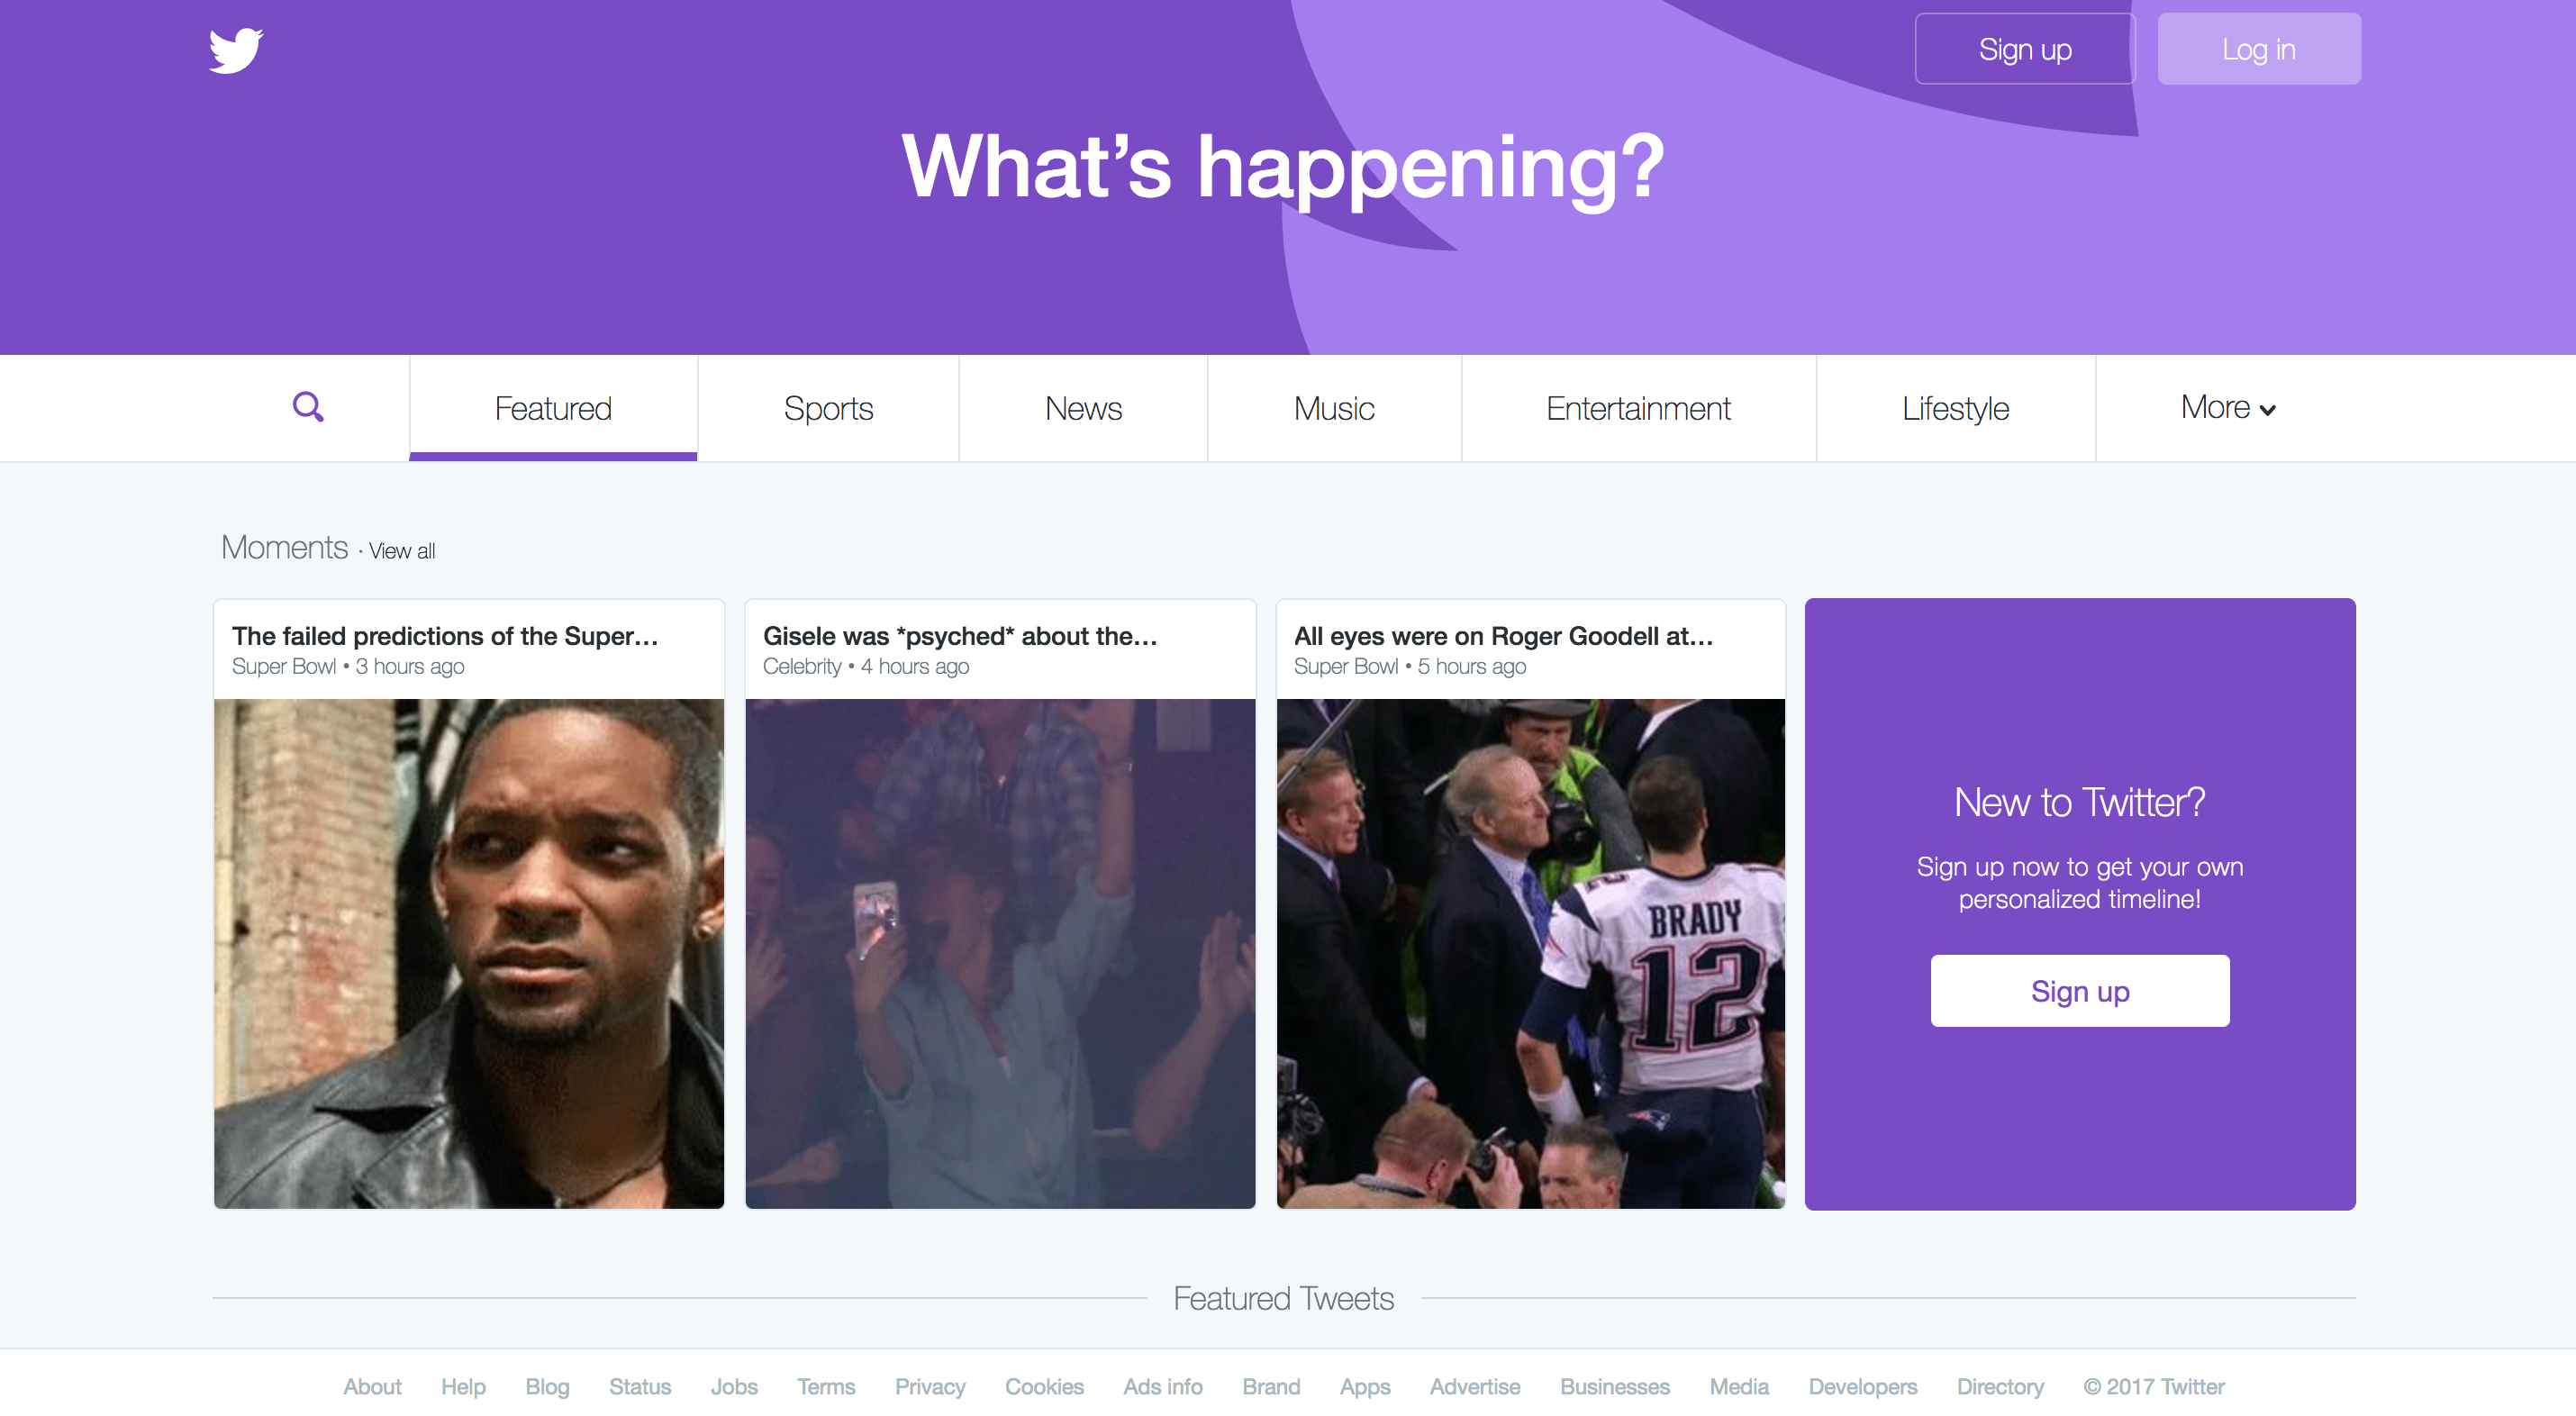 Sign up
Log in
What's happening?
Featured
Sports
News
Music
Entertainment
Lifestyle
More
Moments · View all
The failed predictions of the Super...
Super Bowl • 3 hours ago
Gisele was *psyched* about the...
Celebrity • 4 hours ago
All eyes were on Roger Goodell at...
Super Bowl • 5 hours ago
12
BRADY
12
New to Twitter?
Sign up now to get your own
personalized timeline!
Sign up
Featured Tweets
About Help Blog Status Jobs Terms Privacy Cookies Ads info Brand Apps Advertise Businesses Media Developers Directory © 2017 Twitter